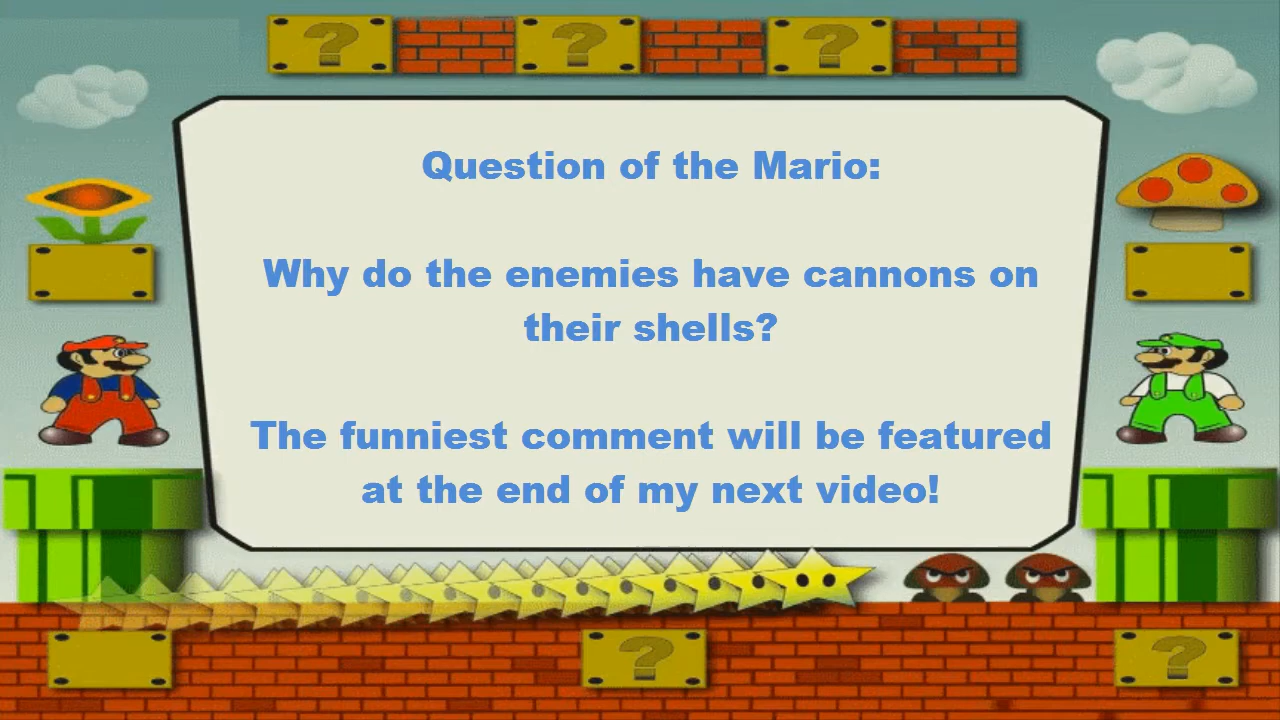 ?
?
?
Question of the Mario:
Why do the enemies have cannons on
their shells?
The funniest comment will be featured
at the end of my next video!
?
?